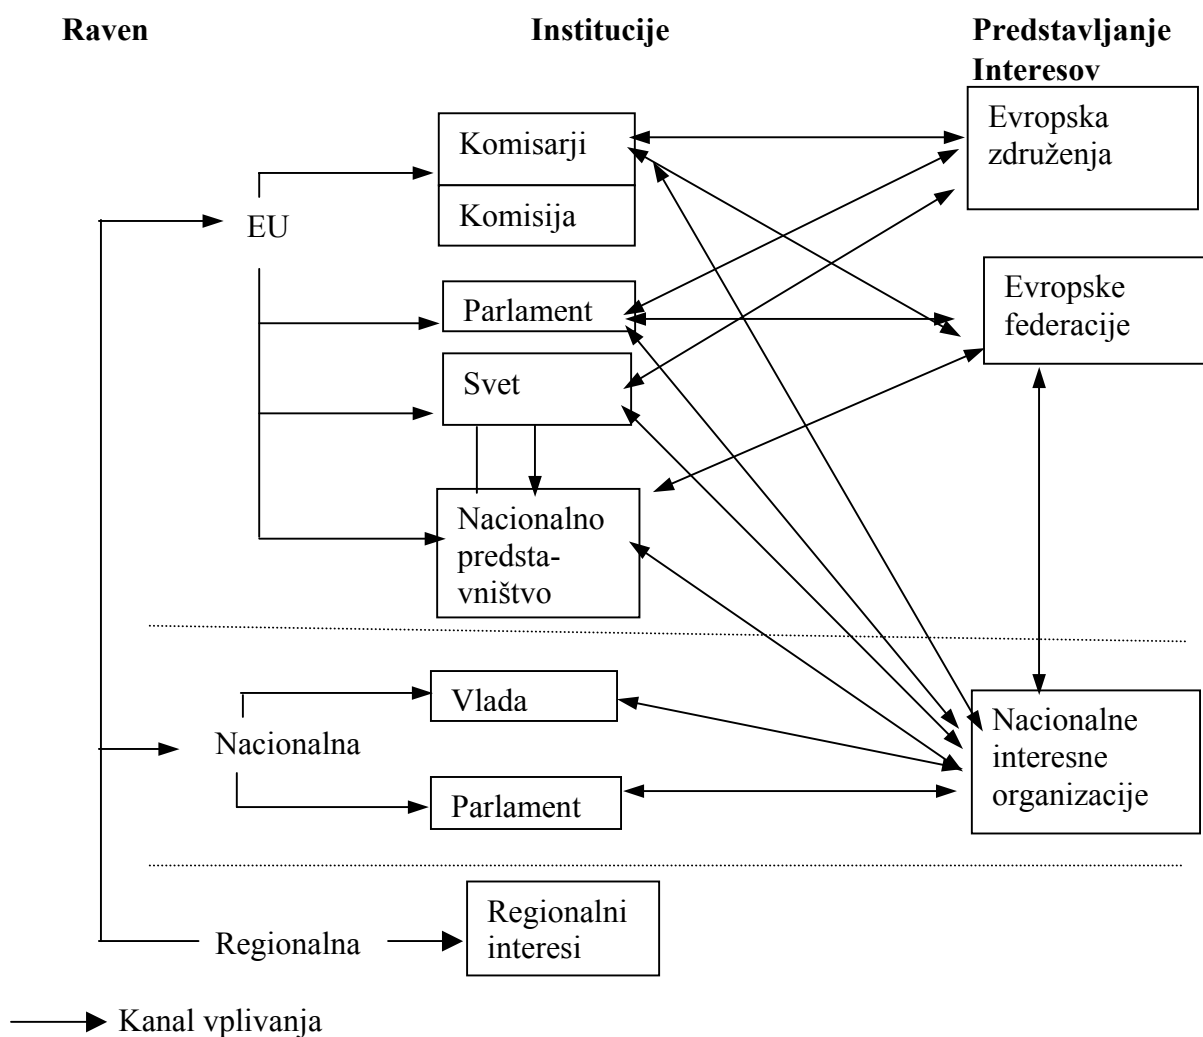 Raven
Institucije
Predstavljanje
Interesov
Komisarji
Komisija
EU
Parlament
Svet
Nacionalno
predsta-
vništvo
Evropska
združenja
Evropske
federacije
Nacionalna
Vlada
Parlament
Nacionalne
interesne
organizacije
Regionalna
Regionalni
interesi
Kanal vplivanja